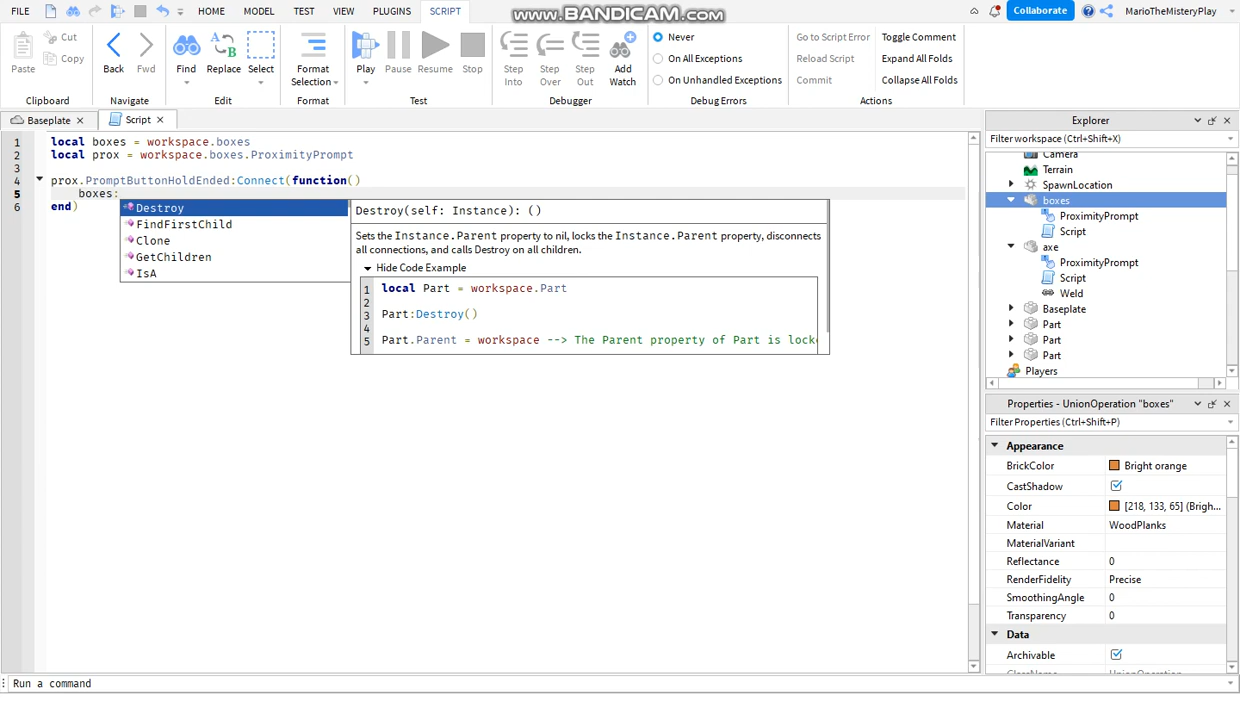 www.BANDICAM.com
FILE HOME MODEL TEST VIEW PLUGINS SCRIPT Collaborate MarioTheMisteryPlay
Paste Cut Copy
Clipboard
Back Fwd
Navigate
Find Replace Select
Edit
Format Selection
Format
Play Pause Resume Stop
Test
Step Into Step Over Step Out Add Watch
Debugger
Never
On All Exceptions
On Unhandled Exceptions
Debug Errors
Go to Script Error Toggle Comment
Reload Script Expand All Folds
Commit Collapse All Folds
Actions
Baseplate Script
1 local boxes = workspace.boxes
2 local prox = workspace.boxes.ProximityPrompt
3
4 prox.PromptButtonHoldEnded:Connect(function()
5 boxes:
6 end)
Destroy
FindFirstChild
Clone
GetChildren
IsA
Destroy(self: Instance): ()
Sets the Instance.Parent property to nil, locks the Instance.Parent property, disconnects
all connections, and calls Destroy on all children.
Hide Code Example
1 local Part = workspace.Part
2
3 Part:Destroy()
4
5 Part.Parent = workspace --> The Parent property of Part is
Explorer
Filter workspace (Ctrl+Shift+X)
Camera
Terrain
SpawnLocation
boxes
ProximityPrompt
Script
axe
ProximityPrompt
Script
Weld
Baseplate
Part
Part
Part
Players
Properties - UnionOperation "boxes"
Filter Properties (Ctrl+Shift+P)
Appearance
BrickColor Bright orange
CastShadow
Color [218, 133, 65] (Brigh...
Material WoodPlanks
MaterialVariant
Reflectance 0
RenderFidelity Precise
SmoothingAngle 0
Transparency 0
Data
Archivable
Run a command